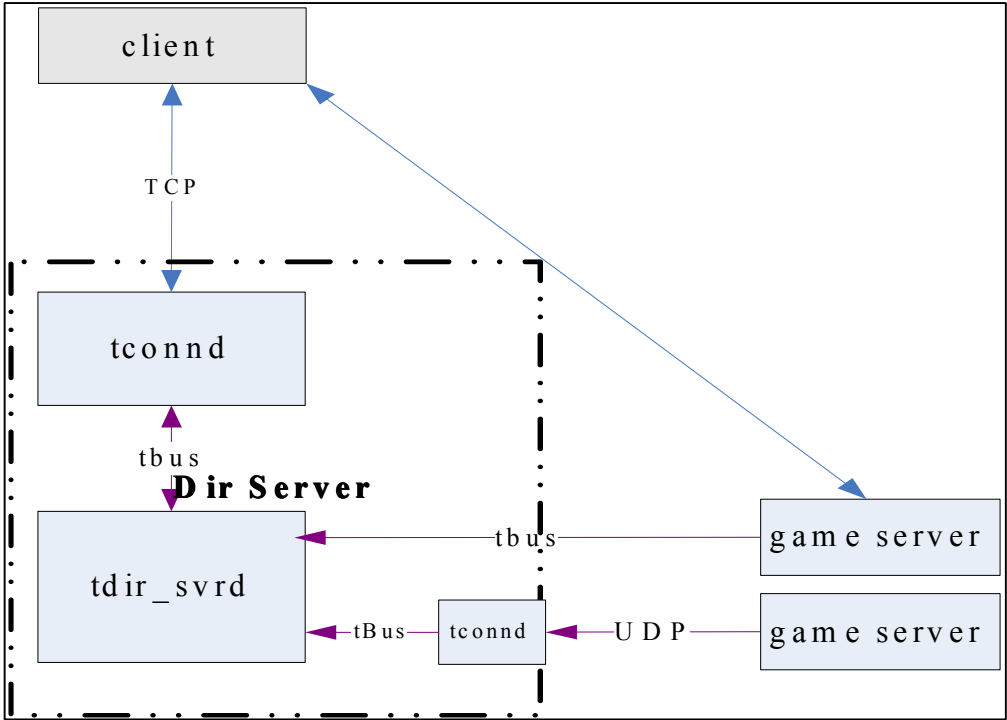 client
TCP
tconnd
tbus
Dir Server
tdir_svrd
tbus
game server
tBus
tconnd
UDP
game server